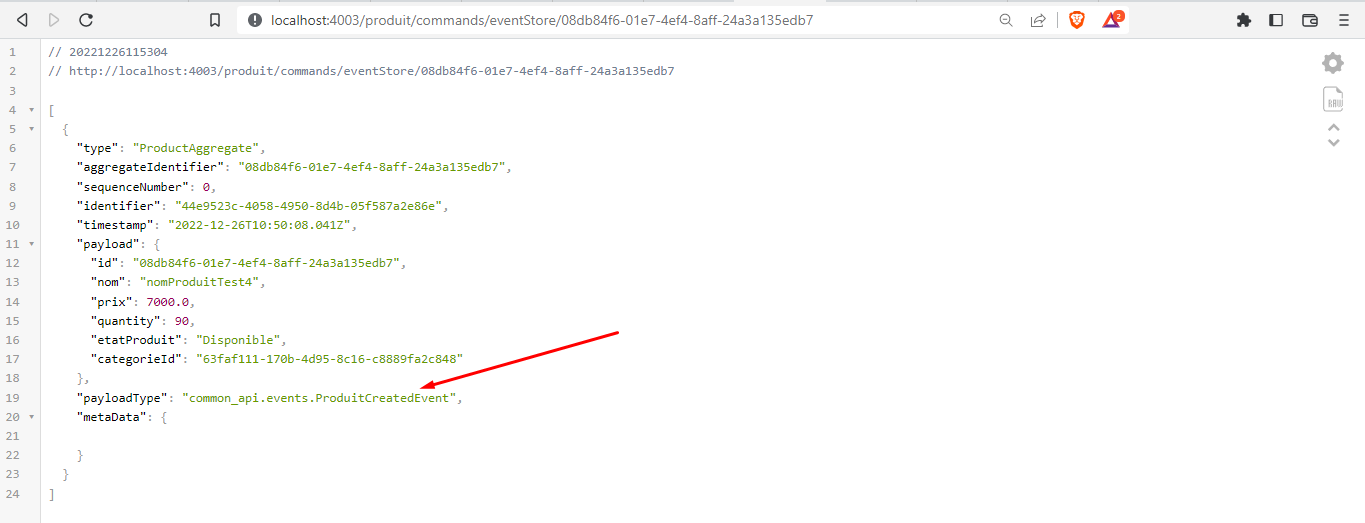 localhost:4003/produit/commands/eventStore/08db84f6-01e7-4ef4-8aff-24a3a135edb7
2
1 // 20221226115304
2 // http://localhost:4003/produit/commands/eventStore/08db84f6-01e7-4ef4-8aff-24a3a135edb7
3
4 [
5 {
6 "type": "ProductAggregate",
7 "aggregateIdentifier": "08db84f6-01e7-4ef4-8aff-24a3a135edb7",
8 "sequenceNumber": 0,
9 "identifier": "44e9523c-4058-4950-8d4b-05f587a2e86e",
10 "timestamp": "2022-12-26T10:50:08.041Z",
11 "payload": {
12 "id": "08db84f6-01e7-4ef4-8aff-24a3a135edb7",
13 "nom": "nomProduitTest4",
14 "prix": 7000.0,
15 "quantity": 90,
16 "etatProduit": "Disponible",
17 "categorieId": "63faf111-170b-4d95-8c16-c8889fa2c848"
18 },
19 "payloadType": "common_api.events.ProduitCreatedEvent",
20 "metaData": {
21
22 }
23 }
24 ]
RAW